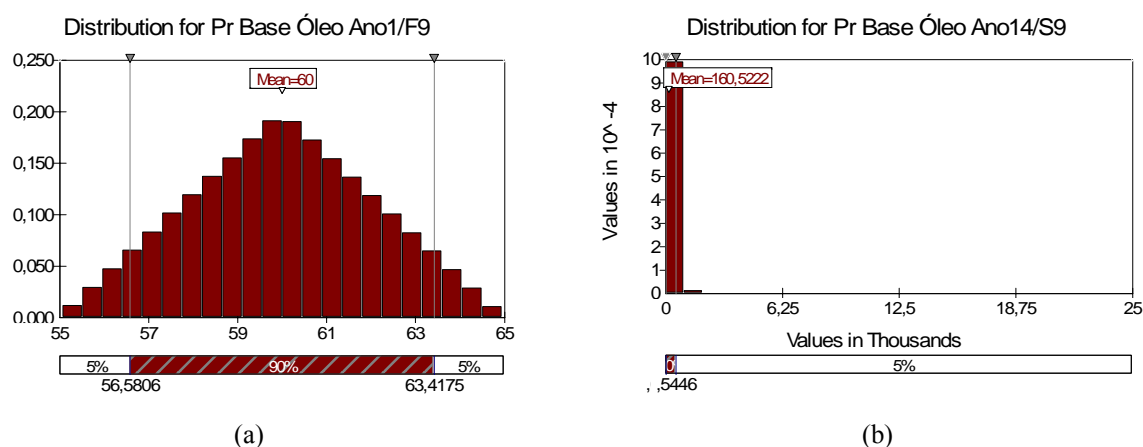 Distribution for Pr Base Óleo Ano1/F9
0,250
0,200
0,150
0,100
0,050
0,000
Mean=60
55 57 59 61 63 65
5% 90% 5%
56,5806 63,4175
(a)
Distribution for Pr Base Óleo Ano14/S9
Values in 10^ -4
10
9
8
7
6
5
4
3
2
1
0
Mean=160,5222
0 6,25 12,5 18,75 25
Values in Thousands
5%
,5446
(b)